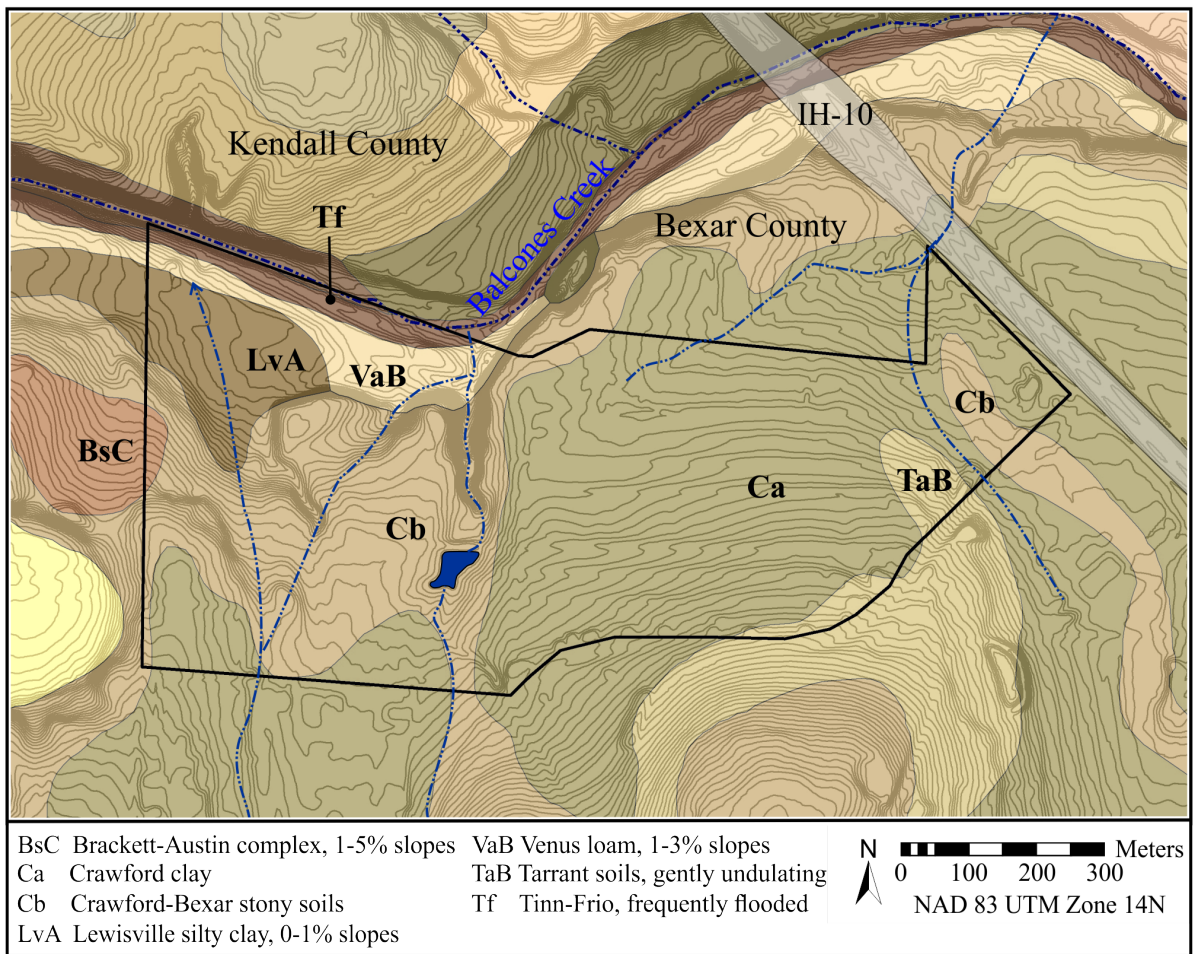 IH-10
Kendall County
Tf
Balcones Creek
Bexar County
LvA
VaB
BsC
Cb
Cb
Ca
TaB
BsC Brackett-Austin complex, 1-5% slopes
Ca Crawford clay
Cb Crawford-Bexar stony soils
LvA Lewisville silty clay, 0-1% slopes
VaB Venus loam, 1-3% slopes
TaB Tarrant soils, gently undulating
Tf Tinn-Frio, frequently flooded
N
Meters
0 100 200 300
NAD 83 UTM Zone 14N